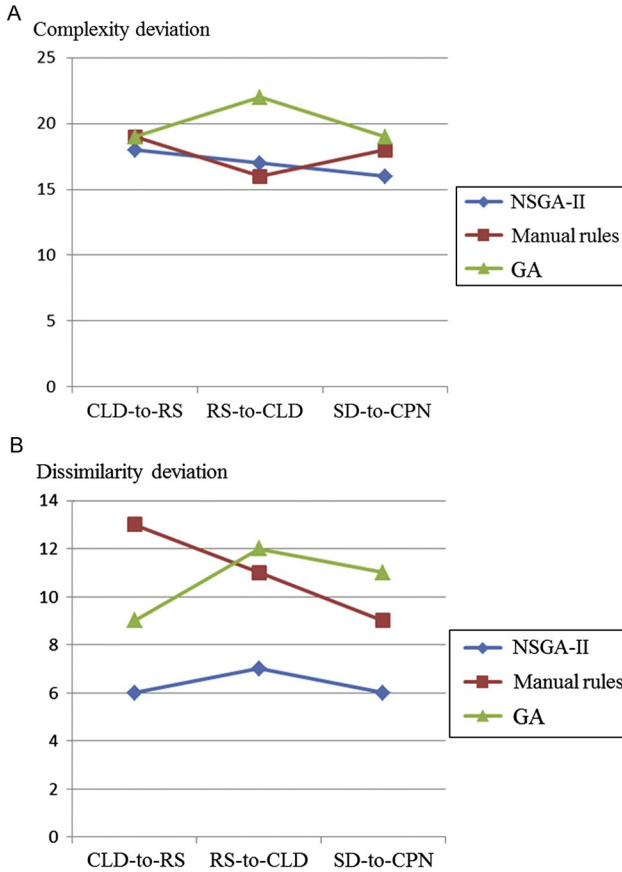 A
Complexity deviation
25
20
15
10
5
0
CLD-to-RS RS-to-CLD SD-to-CPN
NSGA-II
Manual rules
GA
B
Dissimilarity deviation
14
12
10
8
6
4
2
0
CLD-to-RS RS-to-CLD SD-to-CPN
NSGA-II
Manual rules
GA